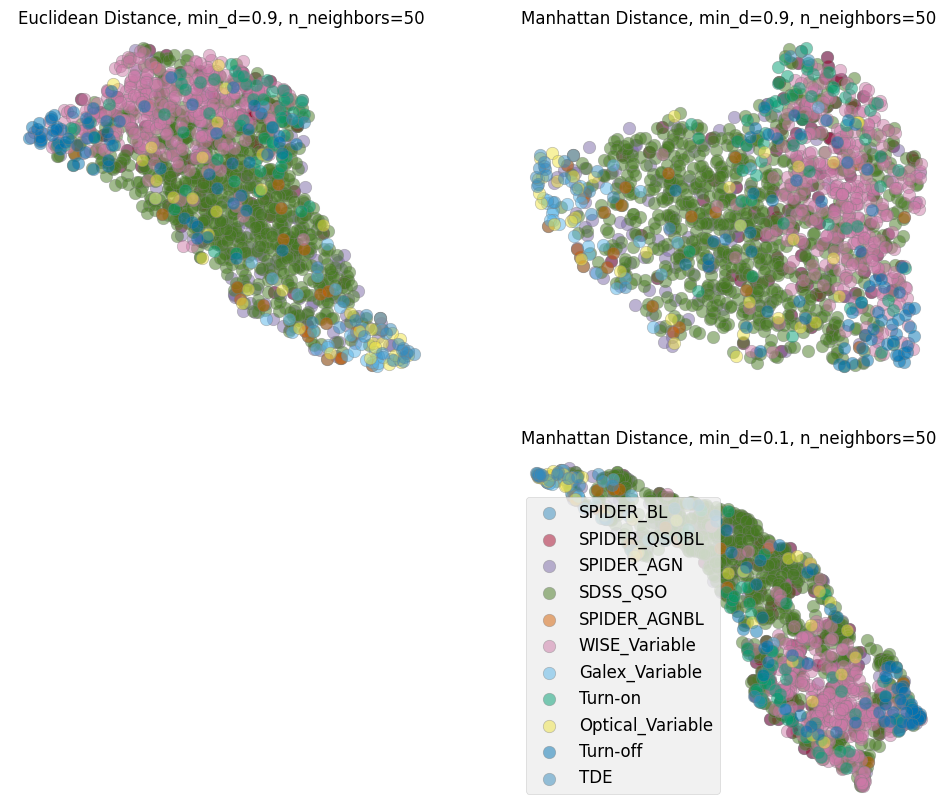 Euclidean Distance, min_d=0.9, n_neighbors=50
Manhattan Distance, min_d=0.9, n_neighbors=50
Manhattan Distance, min_d=0.1, n_neighbors=50
SPIDER_BL
SPIDER_QSOBL
SPIDER_AGN
SDSS_QSO
SPIDER_AGNBL
WISE_Variable
Galex_Variable
Turn-on
Optical_Variable
Turn-off
TDE